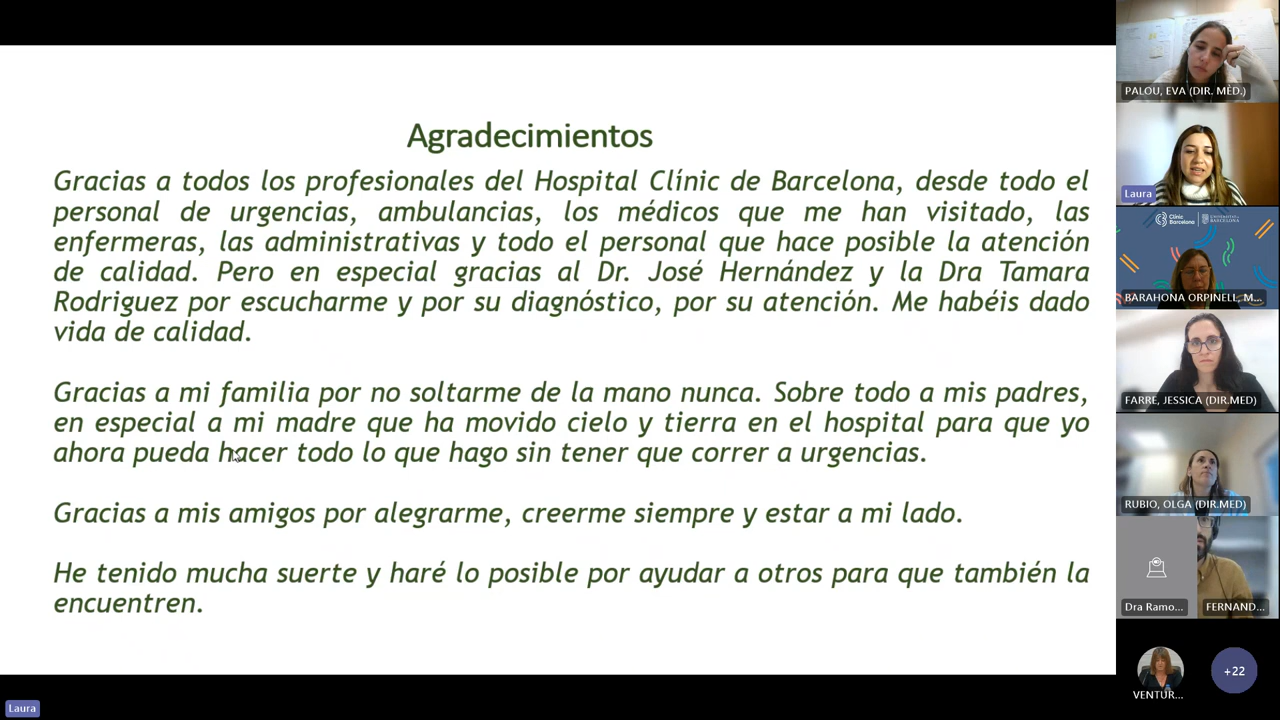 Agradecimientos
Gracias a todos los profesionales del Hospital Clínic de Barcelona, desde todo el
personal de urgencias, ambulancias, los médicos que me han visitado, las
enfermeras, las administrativas y todo el personal que hace posible la atención
de calidad. Pero en especial gracias al Dr. José Hernández y la Dra Tamara
Rodriguez por escucharme y por su diagnóstico, por su atención. Me habéis dado
vida de calidad.
Gracias a mi familia por no soltarme de la mano nunca. Sobre todo a mis padres,
en especial a mi madre que ha movido cielo y tierra en el hospital para que yo
ahora pueda hacer todo lo que hago sin tener que correr a urgencias.
Gracias a mis amigos por alegrarme, creerme siempre y estar a mi lado.
He tenido mucha suerte y haré lo posible por ayudar a otros para que también la
encuentren.
PALOU, EVA (DIR. MÈD.)
Laura
Clínic
Barcelona
UNIVERSITAT DE
BARCELONA
BARAHONA ORPINELL, M...
FARRE, JESSICA (DIR.MED)
RUBIO, OLGA (DIR.MED)
Dra Ramo...
FERNAND...
VENTUR...
+22
Laura